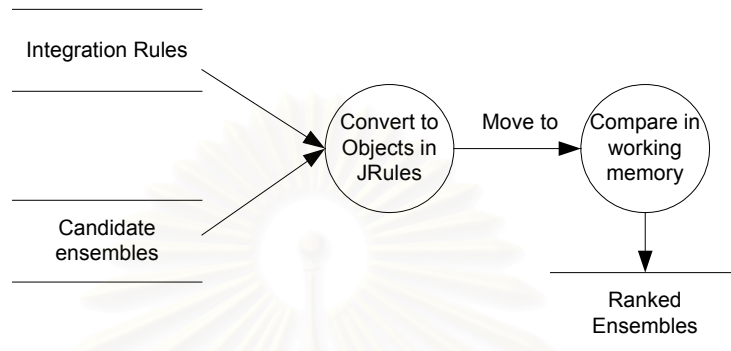 Integration Rules
Convert to
Objects in
JRules
Move to
Compare in
working
memory
Candidate
ensembles
Ranked
Ensembles